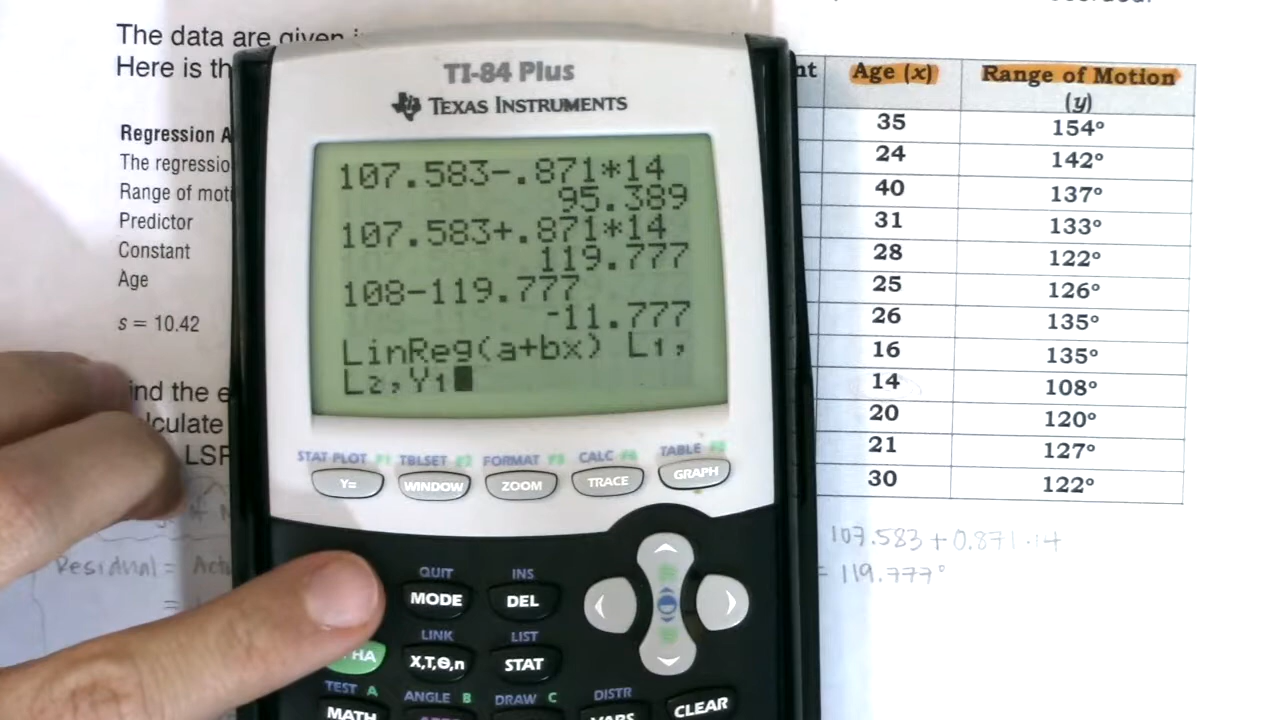 The data are given
Here is th
Regression A
The regressio
Range of moti
Predictor
Constant
Age
s = 10.42
ind the e
lculate
LSF
Residual = Act
=
TI-84 Plus
TEXAS INSTRUMENTS
107.583-.871*14
95.389
107.583+.871*14
119.777
108-119.777
-11.777
LinReg(a+bx) L1,
L2,Y1
STAT PLOT F1 TBLSET F2 FORMAT F3 CALC F4 TABLE F5
Y= WINDOW ZOOM TRACE GRAPH
QUIT INS
MODE DEL
LINK LIST
HA X,T,Θ,n STAT
TEST A ANGLE B DRAW C DISTR
MATH VARS CLEAR
nt Age (x) Range of Motion
(y)
35 154°
24 142°
40 137°
31 133°
28 122°
25 126°
26 135°
16 135°
14 108°
20 120°
21 127°
30 122°
107.583 + 0.871·14
= 119.777°